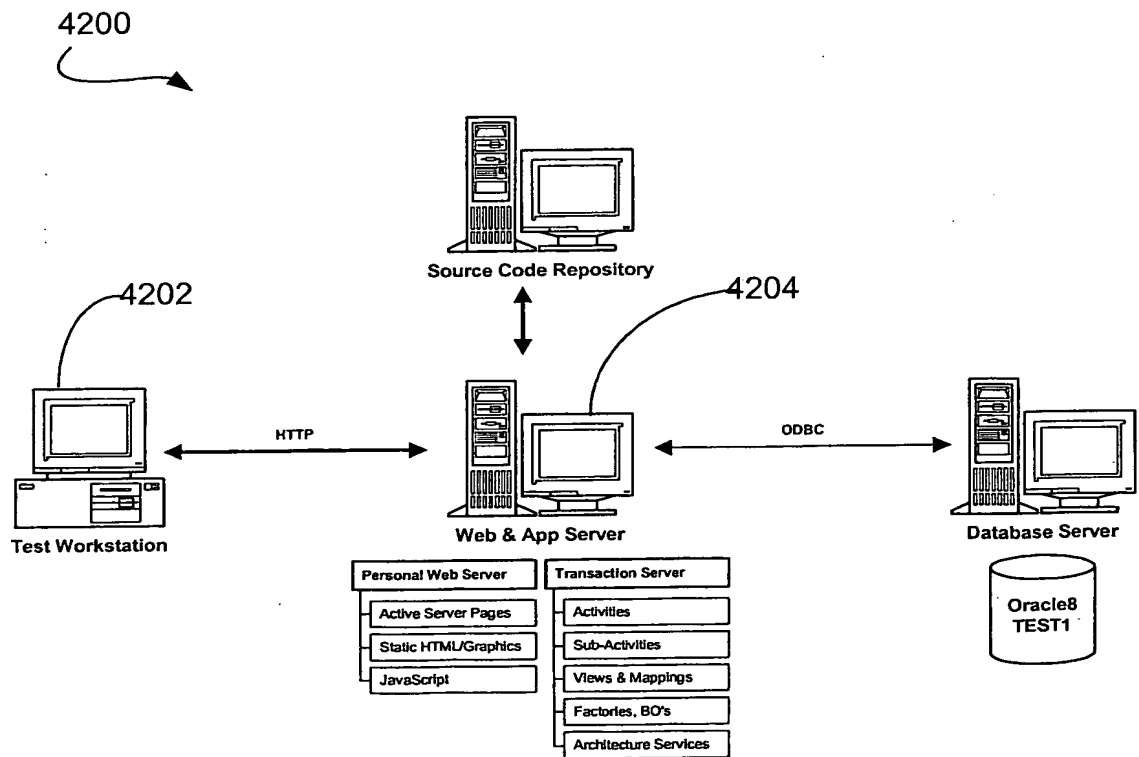 4200
Source Code Repository
4202
4204
HTTP
ODBC
Test Workstation
Web & App Server
Database Server
Personal Web Server
Active Server Pages
Static HTML/Graphics
JavaScript
Transaction Server
Activities
Sub-Activities
Views & Mappings
Factories, BO's
Architecture Services
Oracle8
TEST1